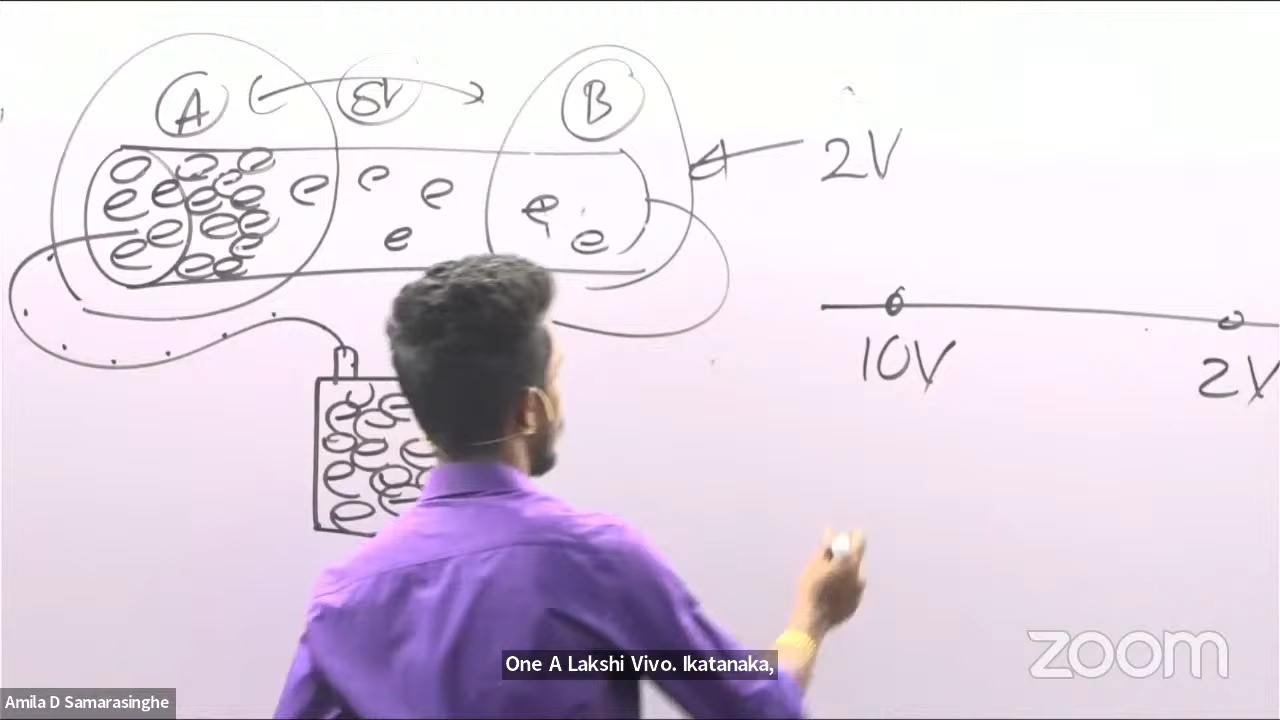 A
8V
B
2V
e e e e e e e e e e e e e e e e e e e e e e e
10V
2V
e e e e e e e e e e
One A Lakshi Vivo. Ikatanaka,
zoom
Amila D Samarasinghe